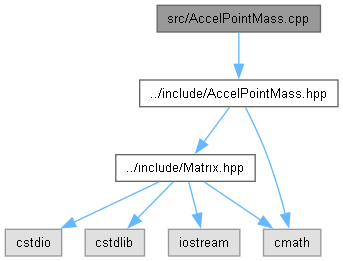 src/AccelPointMass.cpp
../include/AccelPointMass.hpp
../include/Matrix.hpp
cstdio
cstdlib
iostream
cmath